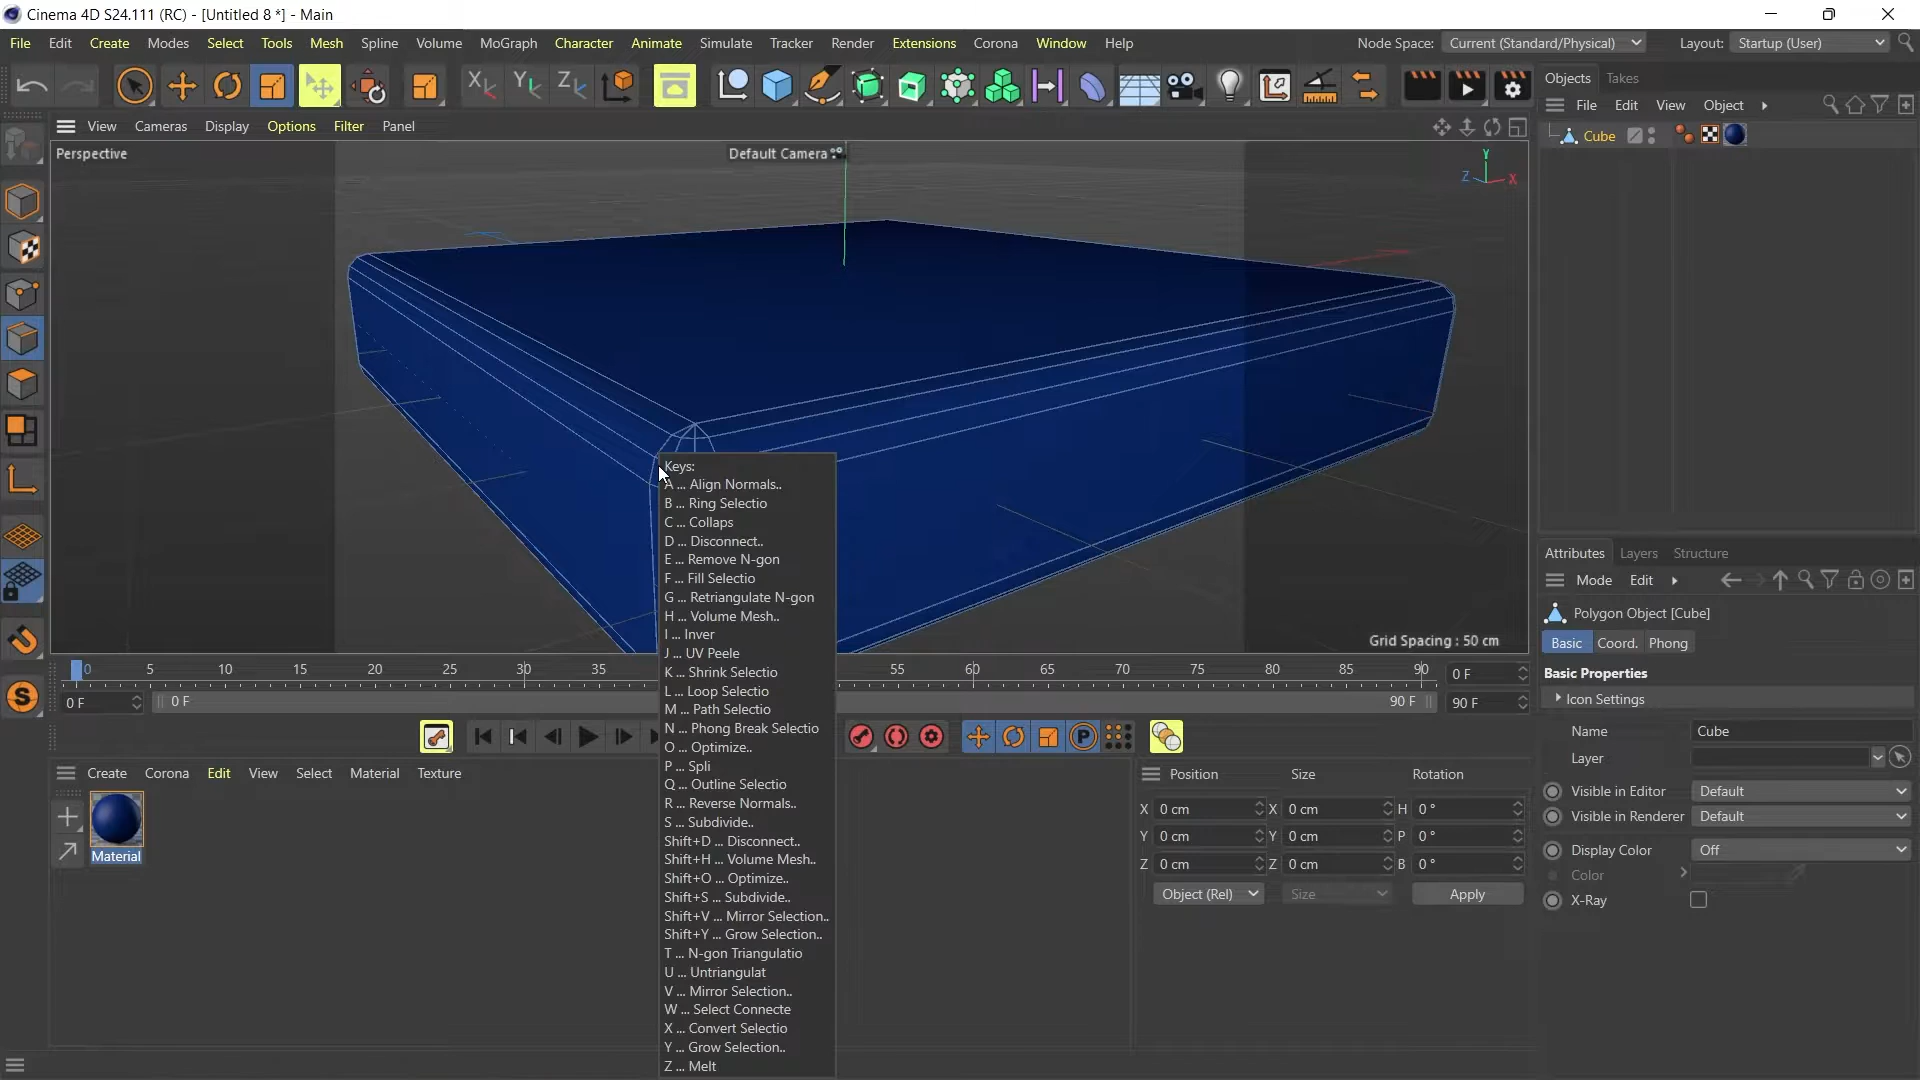 Cinema 4D S24.111 (RC) - [Untitled 8 *] - Main
File Edit Create Modes Select Tools Mesh Spline Volume MoGraph Character Animate Simulate Tracker Render Extensions Corona Window Help Node Space: Current (Standard/Physical) Layout: Startup (User)
Objects Takes
File Edit View Object
Cube
View Cameras Display Options Filter Panel
Perspective
Default Camera
Y
Z X
Grid Spacing : 50 cm
Keys:
A ... Align Normals..
B ... Ring Selectio
C ... Collaps
D ... Disconnect..
E ... Remove N-gon
F ... Fill Selectio
G ... Retriangulate N-gon
H ... Volume Mesh..
I ... Inver
J ... UV Peele
K ... Shrink Selectio
L ... Loop Selectio
M ... Path Selectio
N ... Phong Break Selectio
O ... Optimize..
P ... Spli
Q ... Outline Selectio
R ... Reverse Normals..
S ... Subdivide..
Shift+D ... Disconnect..
Shift+H ... Volume Mesh..
Shift+O ... Optimize..
Shift+S ... Subdivide..
Shift+V ... Mirror Selection..
Shift+Y ... Grow Selection..
T ... N-gon Triangulatio
U ... Untriangulat
V ... Mirror Selection..
W ... Select Connecte
X ... Convert Selectio
Y ... Grow Selection..
Z ... Melt
0 5 10 15 20 25 30 35 55 60 65 70 75 80 85 90 0 F
0 F 0 F 90 F 90 F
Create Corona Edit View Select Material Texture
Material
Position Size Rotation
X 0 cm X 0 cm H 0 °
Y 0 cm Y 0 cm P 0 °
Z 0 cm Z 0 cm B 0 °
Object (Rel) Size Apply
Attributes Layers Structure
Mode Edit
Polygon Object [Cube]
Basic Coord. Phong
Basic Properties
Icon Settings
Name Cube
Layer
Visible in Editor Default
Visible in Renderer Default
Display Color Off
Color
X-Ray